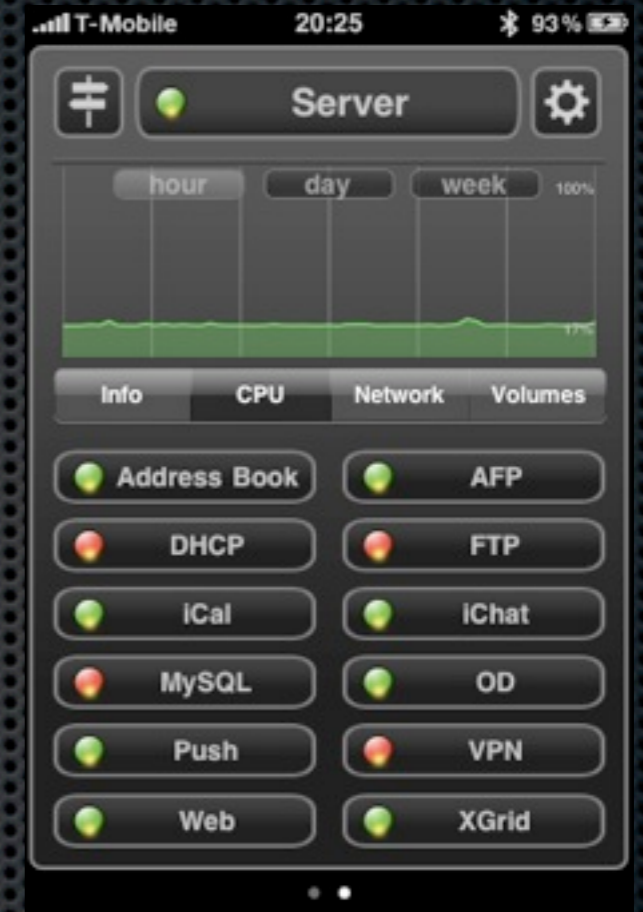 T-Mobile 20:25 93%
Server
hour day week 100%
17%
Info CPU Network Volumes
Address Book AFP
DHCP FTP
iCal iChat
MySQL OD
Push VPN
Web XGrid